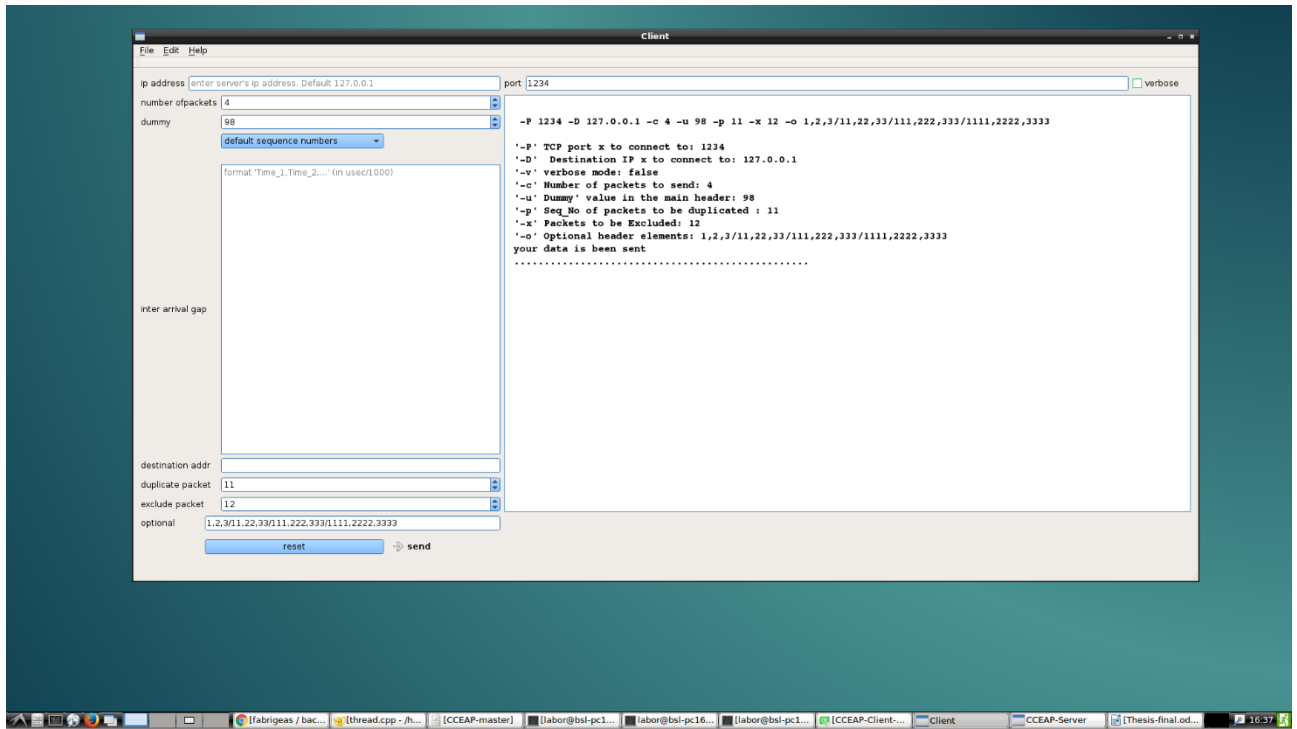 Client
File Edit Help
ip address enter server's ip address. Default 127.0.0.1 port 1234 verbose
number ofpackets 4
dummy 98
default sequence numbers
inter arrival gap
format 'Time_1.Time_2....' (in usec/1000)
destination addr
duplicate packet 11
exclude packet 12
optional 1,2,3/11,22,33/111,222,333/1111,2222,3333
reset send
-P 1234 -D 127.0.0.1 -c 4 -u 98 -p 11 -x 12 -o 1,2,3/11,22,33/111,222,333/1111,2222,3333
'-P' TCP port x to connect to: 1234
'-D' Destination IP x to connect to: 127.0.0.1
'-v' verbose mode: false
'-c' Number of packets to send: 4
'-u' Dummy' value in the main header: 98
'-p' Seq_No of packets to be duplicated : 11
'-x' Packets to be Excluded: 12
'-o' Optional header elements: 1,2,3/11,22,33/111,222,333/1111,2222,3333
your data is been sent
.................................................
[fabrigeas / bac... [thread.cpp - /h... [CCEAP-master] [labor@bsl-pc1... labor@bsl-pc16... [labor@bsl-pc1... [CCEAP-Client-... Client CCEAP-Server [Thesis-final.od... 16:37